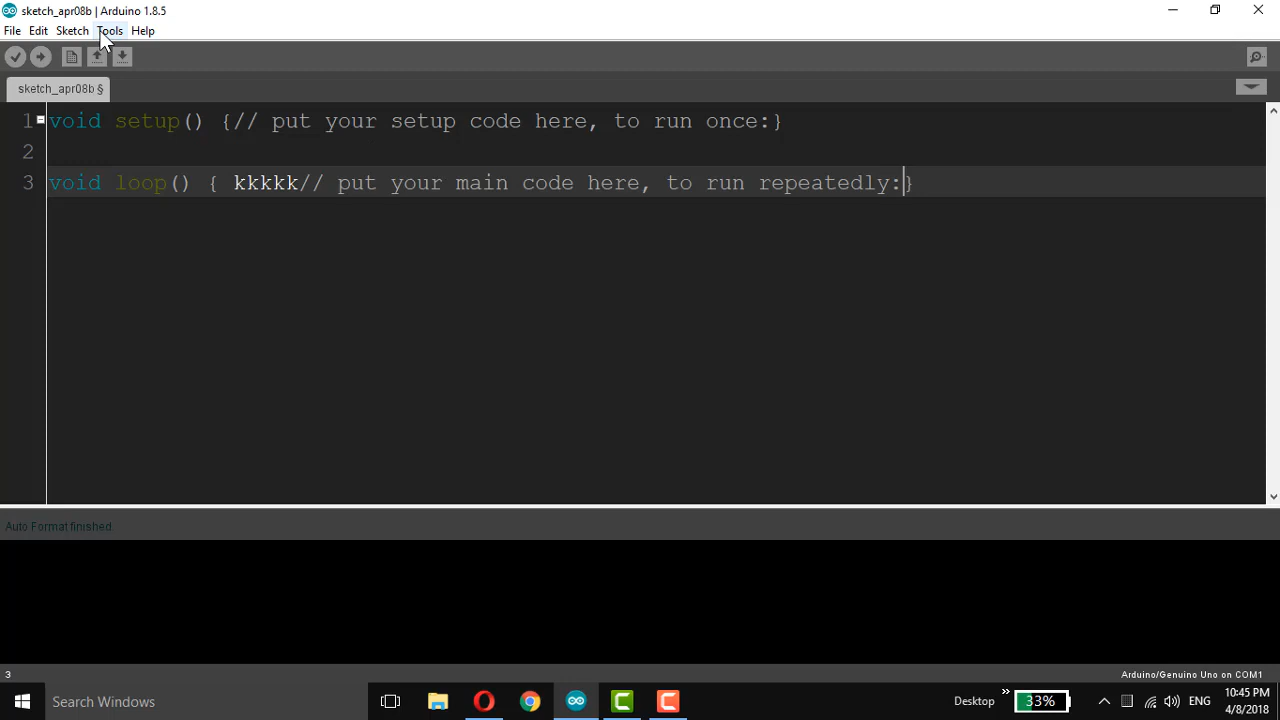 sketch_apr08b | Arduino 1.8.5
File Edit Sketch Tools Help
sketch_apr08b §
1 void setup() {// put your setup code here, to run once:}
2
3 void loop() { kkkkk// put your main code here, to run repeatedly:}
Auto Format finished.
3 Arduino/Genuino Uno on COM1
Search Windows
Desktop » 33% ENG 10:45 PM
4/8/2018